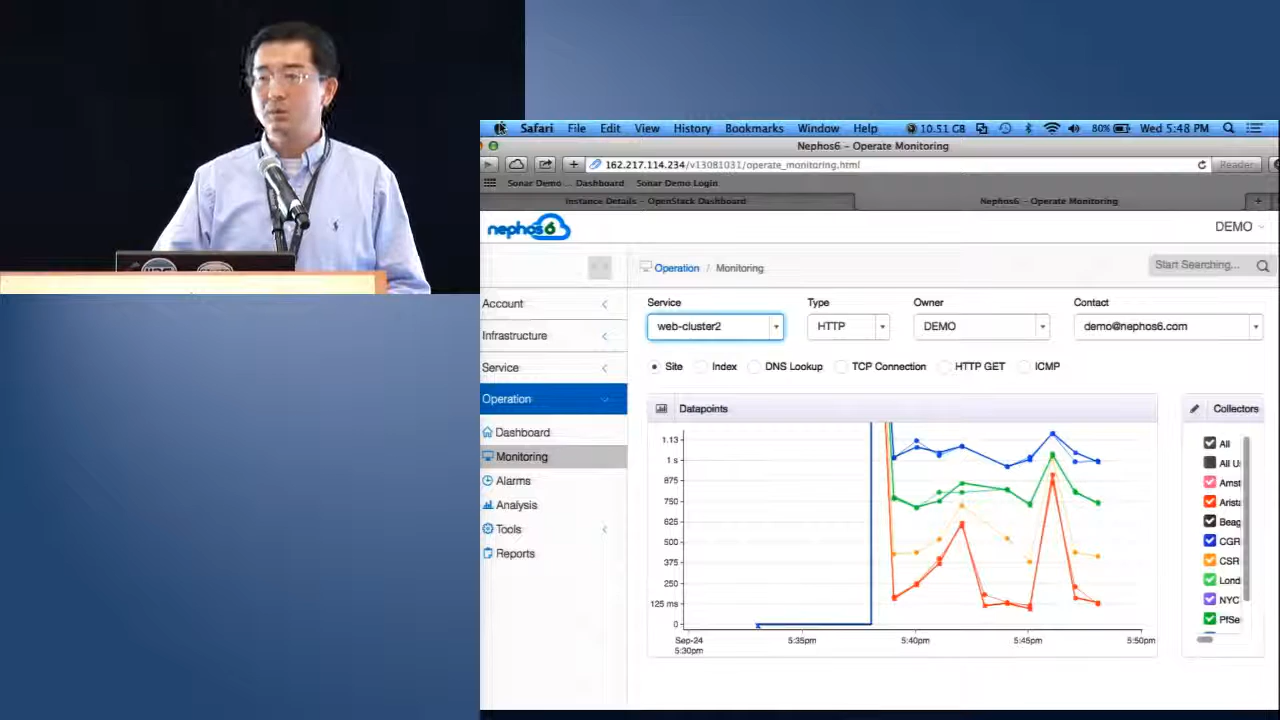 Safari File Edit View History Bookmarks Window Help 10.51 GB 80% Wed 5:48 PM
Nephos6 – Operate Monitoring
162.217.114.234/v13081031/operate_monitoring.html Reader
Sonar Demo ... Dashboard Sonar Demo Login
Instance Details – OpenStack Dashboard Nephos6 – Operate Monitoring
nephos6 DEMO
Operation / Monitoring Start Searching...
Account
Infrastructure
Service
Operation
Dashboard
Monitoring
Alarms
Analysis
Tools
Reports
Service Type Owner Contact
web-cluster2 HTTP DEMO demo@nephos6.com
Site Index DNS Lookup TCP Connection HTTP GET ICMP
Datapoints
1.13
1 s
875
750
625
500
375
250
125 ms
0
Sep-24 5:35pm 5:40pm 5:45pm 5:50pm
5:30pm
Collectors
All
All U
Amst
Arist
Beag
CGR
CSR
Lond
NYC
PfSe